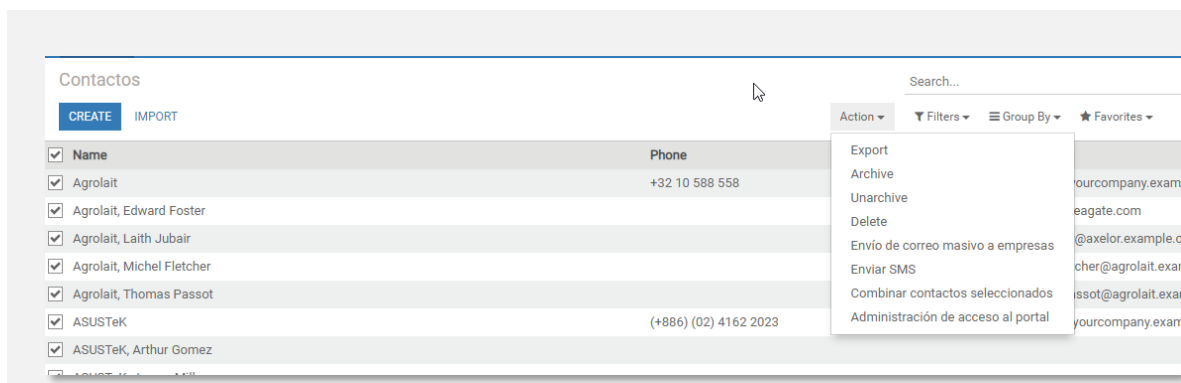 Contactos
Search...
CREATE IMPORT
Action Filters Group By Favorites
Name Phone
Agrolait +32 10 588 558
Agrolait, Edward Foster
Agrolait, Laith Jubair
Agrolait, Michel Fletcher
Agrolait, Thomas Passot
ASUSTeK (+886) (02) 4162 2023
ASUSTeK, Arthur Gomez
Export
Archive
Unarchive
Delete
Envío de correo masivo a empresas
Enviar SMS
Combinar contactos seleccionados
Administración de acceso al portal
yourcompany.exam
eagate.com
@axelor.example.c
cher@agrolait.exar
assot@agrolait.exar
yourcompany.exam